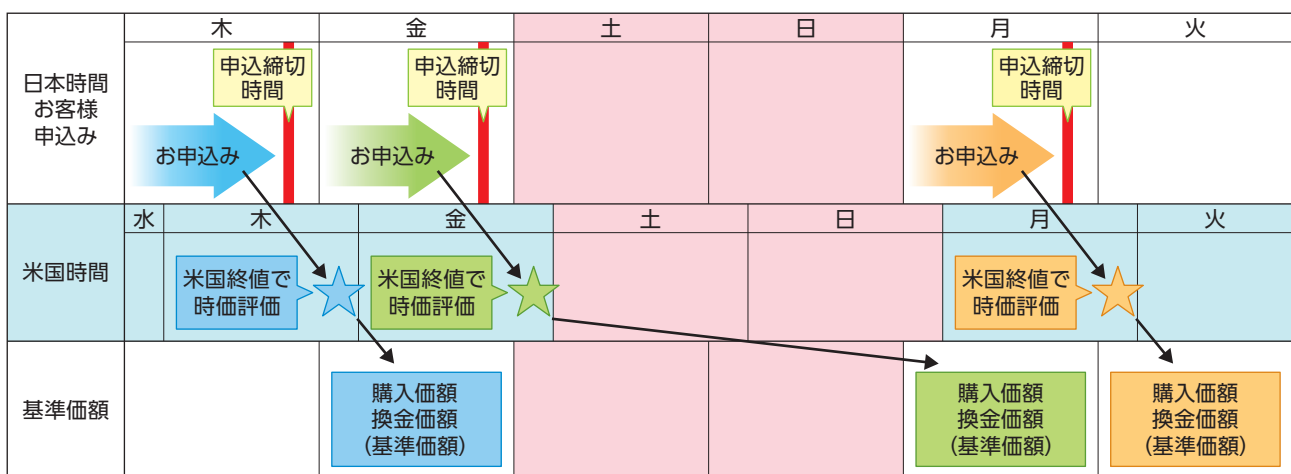 木
金
土
日
月
火
日本時間
お客様
申込み
申込締切
時間
申込締切
時間
申込締切
時間
お申込み
お申込み
お申込み
水
木
金
土
日
月
火
米国時間
米国終値で
時価評価
米国終値で
時価評価
米国終値で
時価評価
基準価額
購入価額
換金価額
(基準価額)
購入価額
換金価額
(基準価額)
購入価額
換金価額
(基準価額)